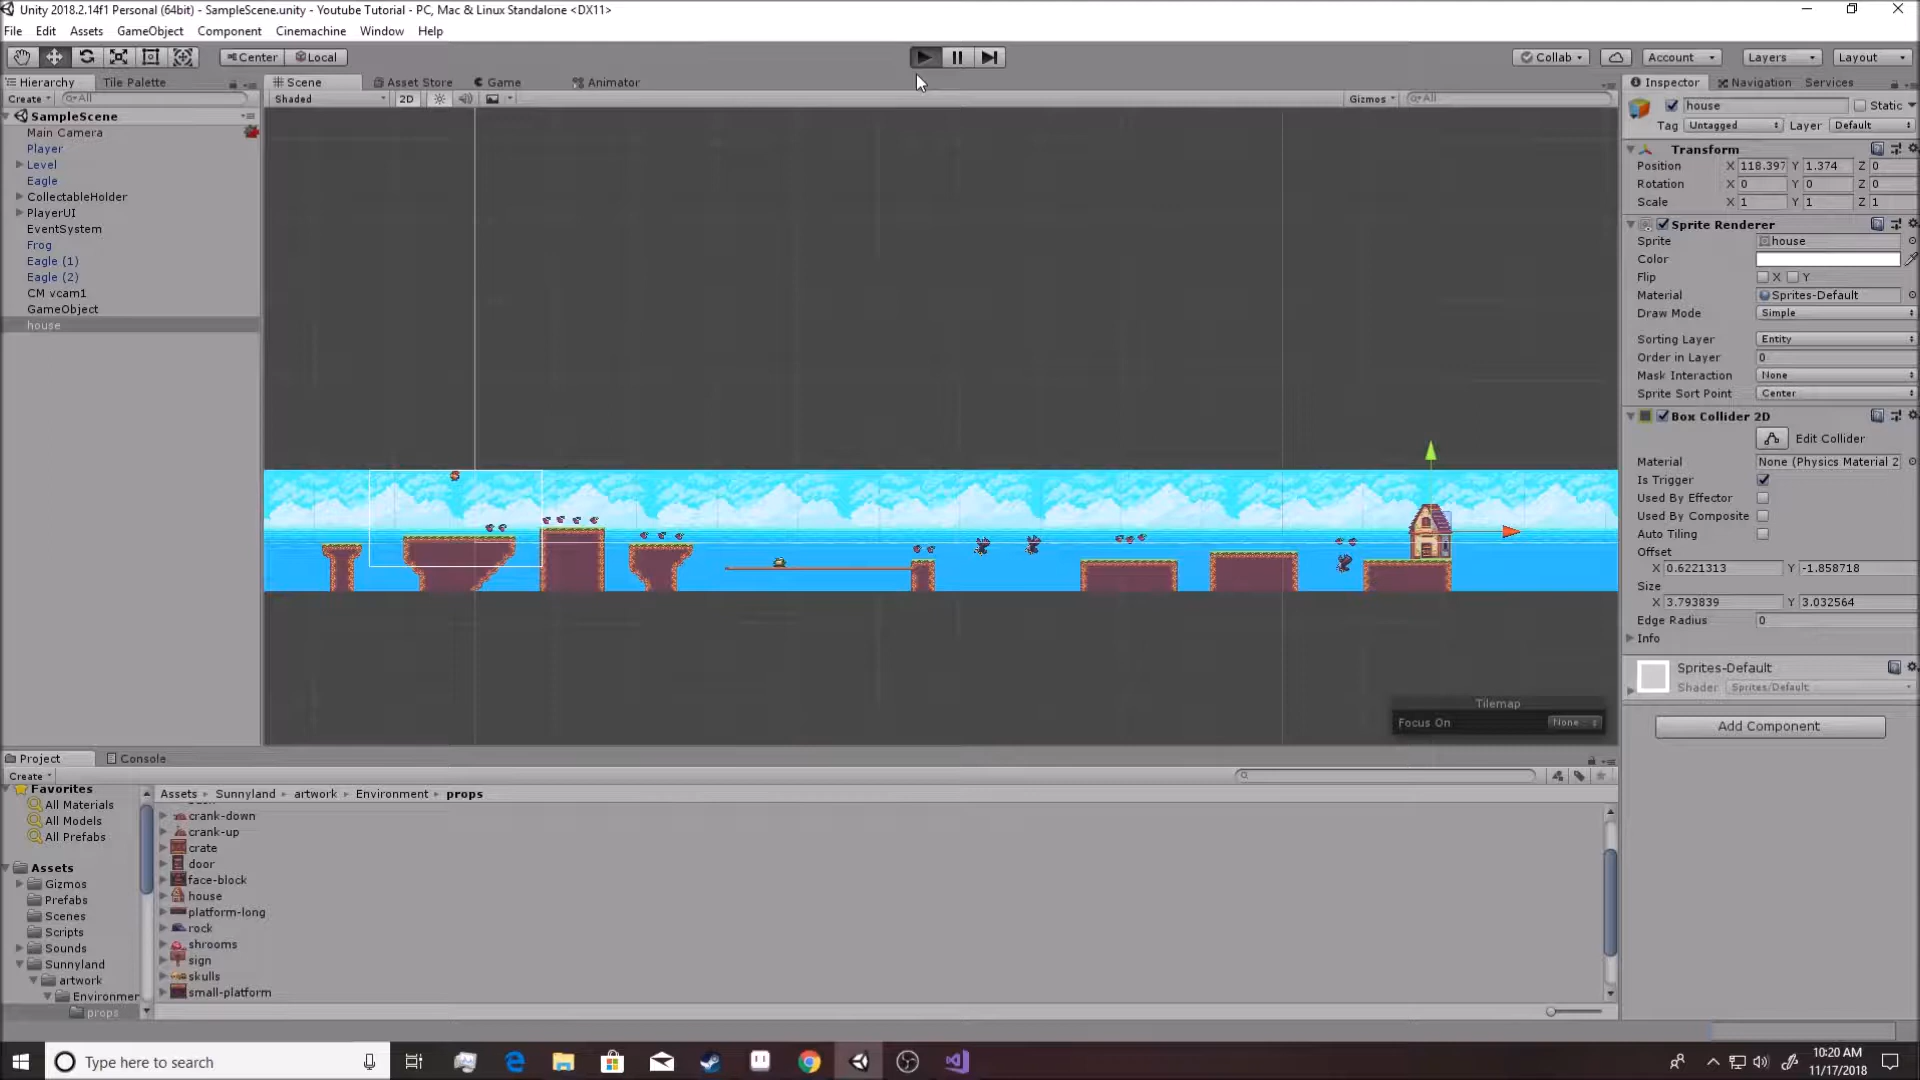 Unity 2018.2.14f1 Personal (64bit) - SampleScene.unity - Youtube Tutorial - PC, Mac & Linux Standalone <DX11>
File Edit Assets GameObject Component Cinemachine Window Help
Center Local Collab Account Layers Layout
Hierarchy Tile Palette
Create All
SampleScene
Main Camera
Player
Level
Eagle
CollectableHolder
PlayerUI
EventSystem
Frog
Eagle (1)
Eagle (2)
CM vcam1
GameObject
house
Scene Asset Store Game Animator
Shaded 2D Gizmos All
Tilemap
Focus On None
Inspector Navigation Services
house Static
Tag Untagged Layer Default
Transform
Position X 118.397 Y 1.374 Z 0
Rotation X 0 Y 0 Z 0
Scale X 1 Y 1 Z 1
Sprite Renderer
Sprite house
Color
Flip X Y
Material Sprites-Default
Draw Mode Simple
Sorting Layer Entity
Order in Layer 0
Mask Interaction None
Sprite Sort Point Center
Box Collider 2D
Edit Collider
Material None (Physics Material 2
Is Trigger
Used By Effector
Used By Composite
Auto Tiling
Offset
X 0.6221313 Y -1.858718
Size
X 3.793839 Y 3.032564
Edge Radius 0
Info
Sprites-Default
Shader Sprites/Default
Add Component
Project Console
Create
Favorites
All Materials
All Models
All Prefabs
Assets
Gizmos
Prefabs
Scenes
Scripts
Sounds
Sunnyland
artwork
Environmen
props
Assets Sunnyland artwork Environment props
crank-down
crank-up
crate
door
face-block
house
platform-long
rock
shrooms
sign
skulls
small-platform
Type here to search
10:20 AM
11/17/2018